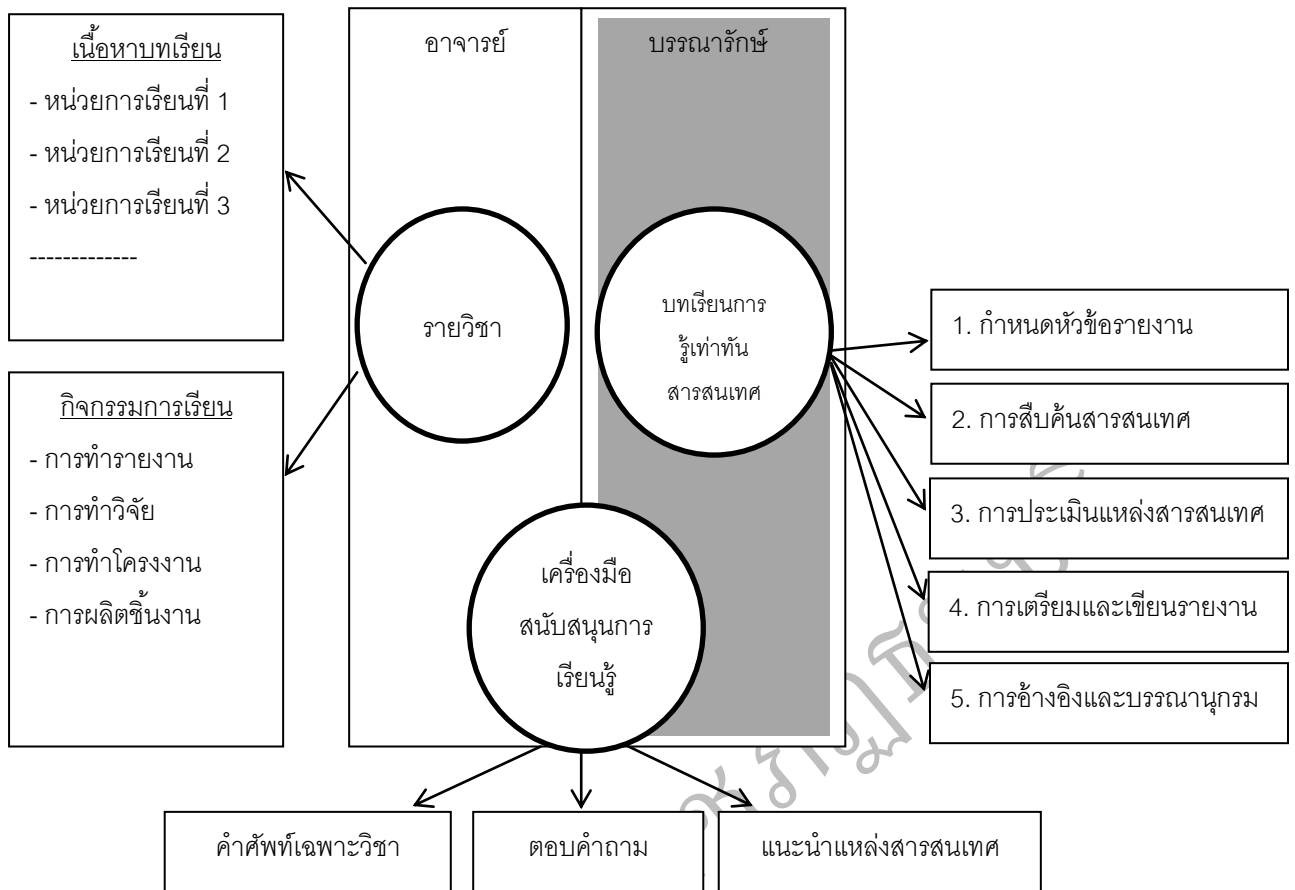 เนื้อหาบทเรียน
- หน่วยการเรียนที่ 1
- หน่วยการเรียนที่ 2
- หน่วยการเรียนที่ 3
-------------
กิจกรรมการเรียน
- การทำรายงาน
- การทำวิจัย
- การทำโครงงาน
- การผลิตชิ้นงาน
อาจารย์
บรรณารักษ์
รายวิชา
บทเรียนการ
รู้เท่าทัน
สารสนเทศ
เครื่องมือ
สนับสนุนการ
เรียนรู้
1. กำหนดหัวข้อรายงาน
2. การสืบค้นสารสนเทศ
3. การประเมินแหล่งสารสนเทศ
4. การเตรียมและเขียนรายงาน
5. การอ้างอิงและบรรณานุกรม
คำศัพท์เฉพาะวิชา
ตอบคำถาม
แนะนำแหล่งสารสนเทศ